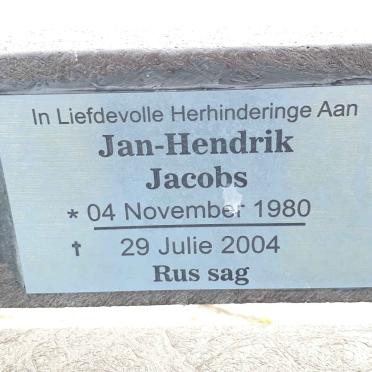 In Liefdevolle Herhinderinge Aan
Jan-Hendrik
Jacobs
* 04 November 1980
✝ 29 Julie 2004
Rus sag